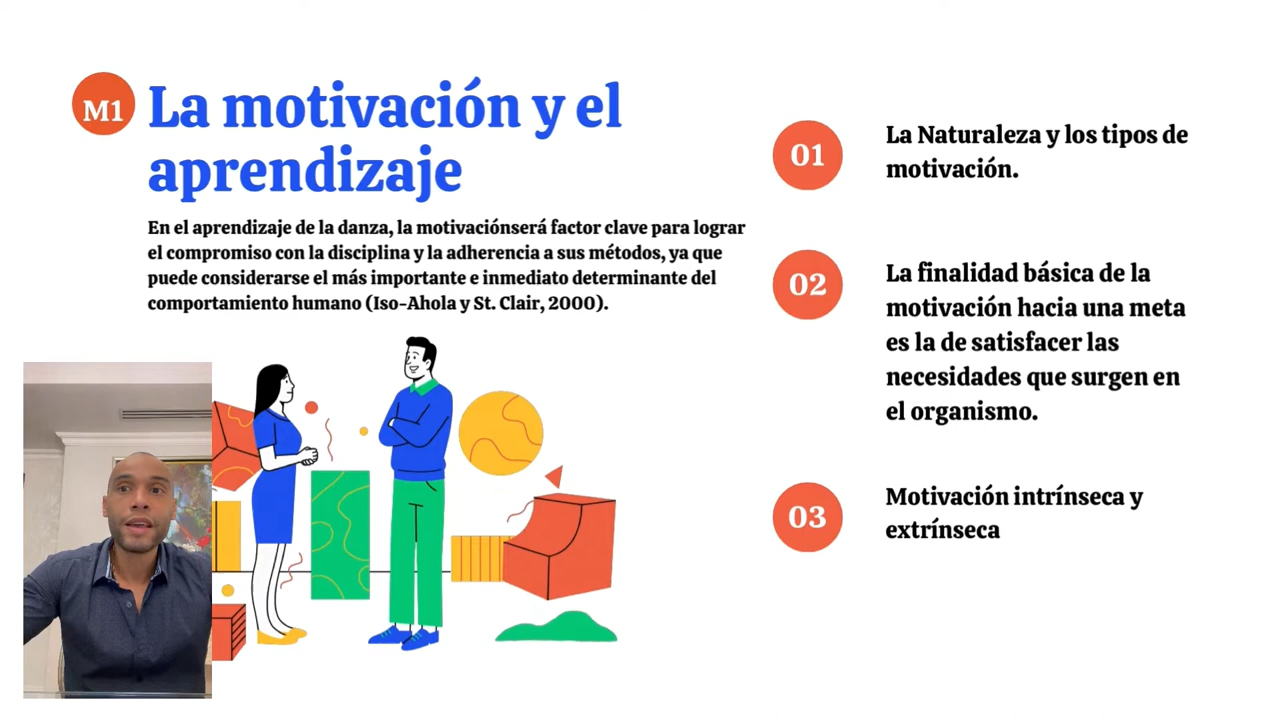 M1
La motivación y el
aprendizaje
En el aprendizaje de la danza, la motivaciónserá factor clave para lograr
el compromiso con la disciplina y la adherencia a sus métodos, ya que
puede considerarse el más importante e inmediato determinante del
comportamiento humano (Iso-Ahola y St. Clair, 2000).
01
La Naturaleza y los tipos de
motivación.
02
La finalidad básica de la
motivación hacia una meta
es la de satisfacer las
necesidades que surgen en
el organismo.
03
Motivación intrínseca y
extrínseca